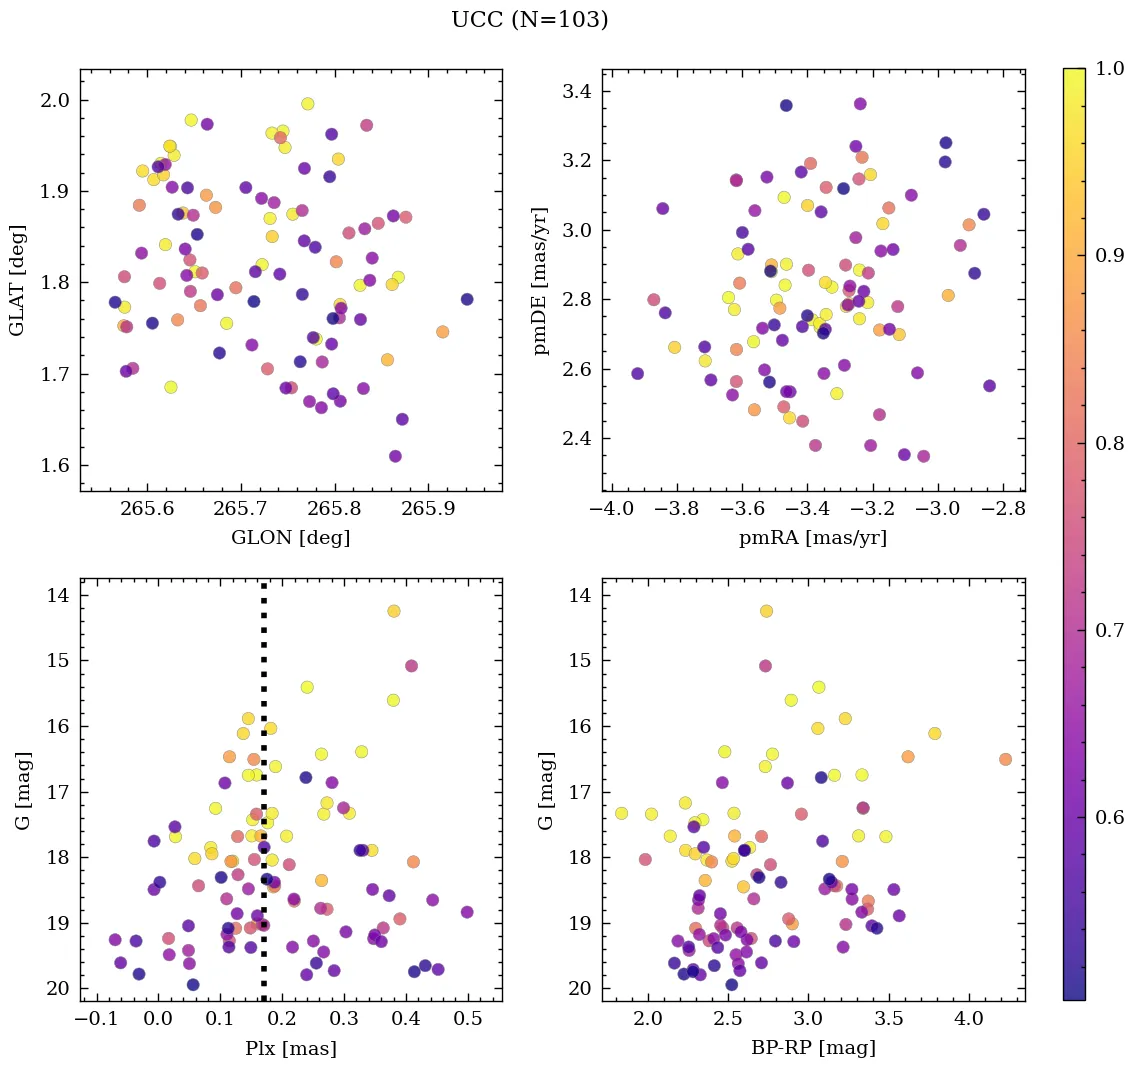 UCC (N=103)
2.0
1.9
1.8
1.7
1.6
GLAT [deg]
265.6 265.7 265.8 265.9
GLON [deg]
3.4
3.2
3.0
2.8
2.6
2.4
pmDE [mas/yr]
−4.0 −3.8 −3.6 −3.4 −3.2 −3.0 −2.8
pmRA [mas/yr]
14
15
16
17
18
19
20
G [mag]
−0.1 0.0 0.1 0.2 0.3 0.4 0.5
Plx [mas]
14
15
16
17
18
19
20
G [mag]
2.0 2.5 3.0 3.5 4.0
BP-RP [mag]
1.0
0.9
0.8
0.7
0.6